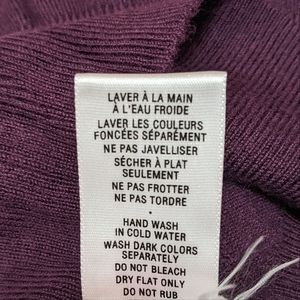 LAVER À LA MAIN
À L'EAU FROIDE
LAVER LES COULEURS
FONCÉES SÉPARÉMENT
NE PAS JAVELLISER
SÉCHER À PLAT
SEULEMENT
NE PAS FROTTER
NE PAS TORDRE
•
HAND WASH
IN COLD WATER
WASH DARK COLORS
SEPARATELY
DO NOT BLEACH
DRY FLAT ONLY
DO NOT RUB